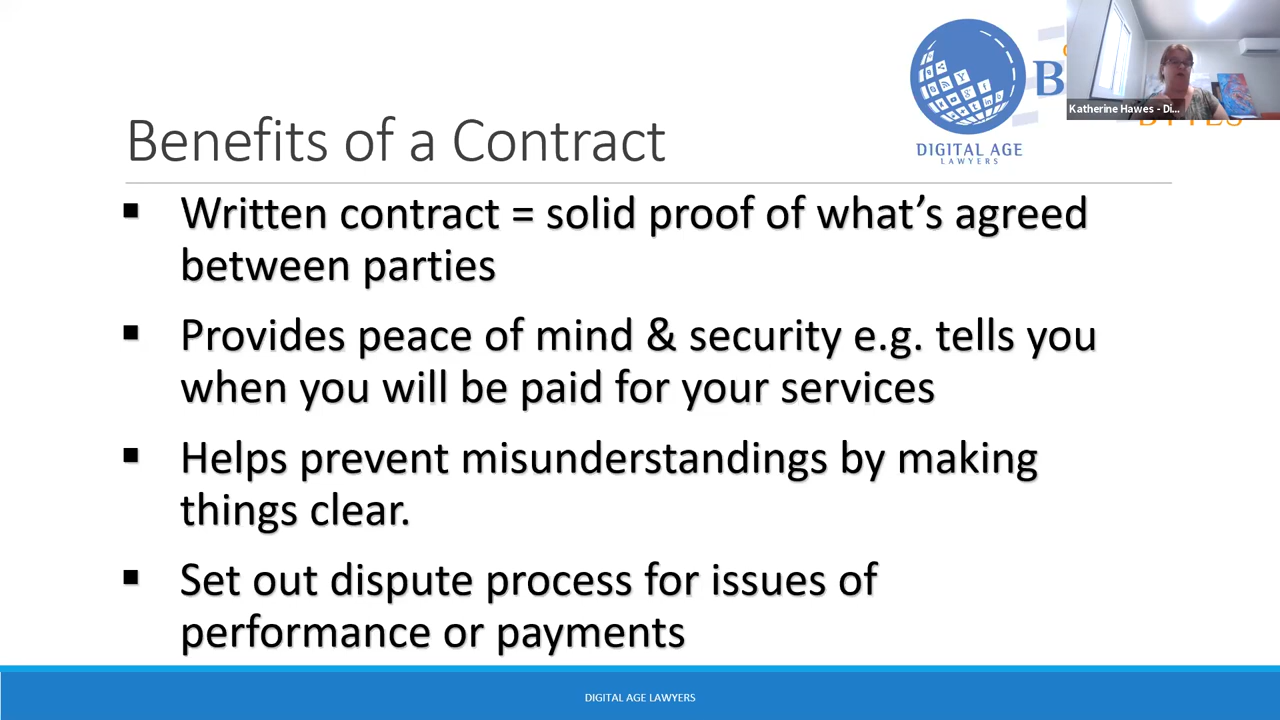 Benefits of a Contract
DIGITAL AGE
LAWYERS
Katherine Hawes - Di...
▪ Written contract = solid proof of what's agreed
between parties
▪ Provides peace of mind & security e.g. tells you
when you will be paid for your services
▪ Helps prevent misunderstandings by making
things clear.
▪ Set out dispute process for issues of
performance or payments
DIGITAL AGE LAWYERS